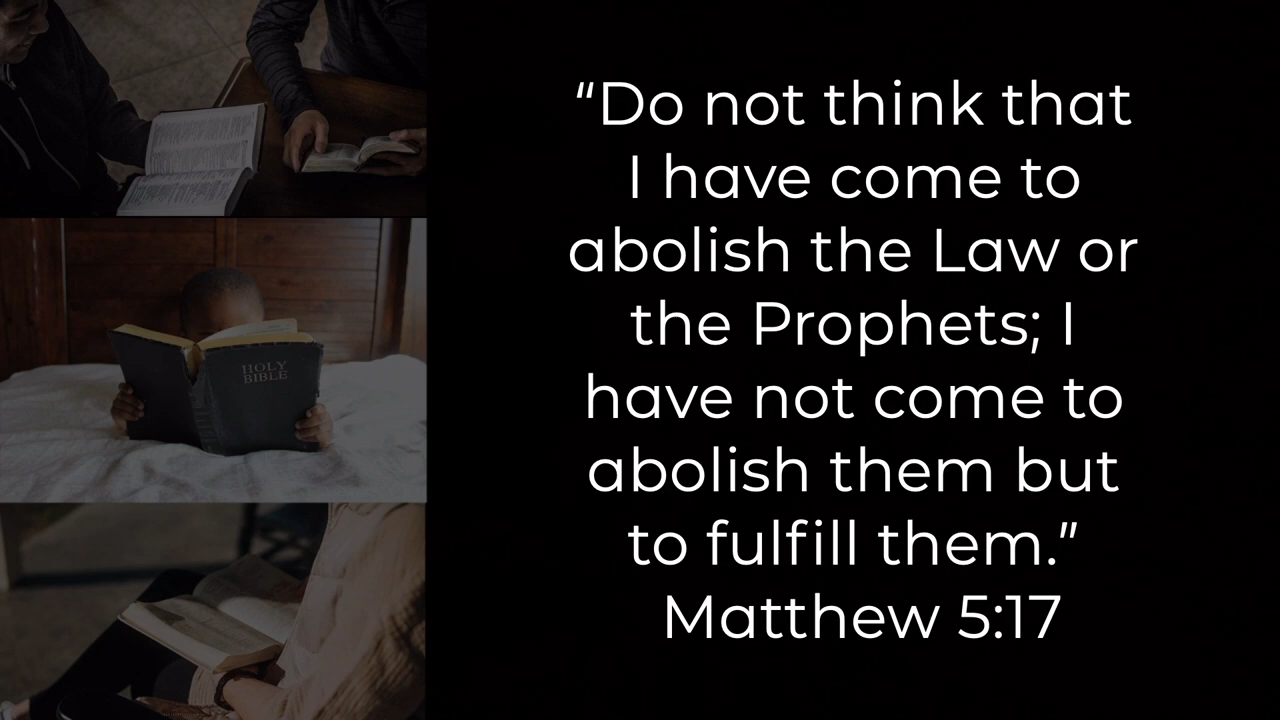 “Do not think that
I have come to
abolish the Law or
the Prophets; I
have not come to
abolish them but
to fulfill them.”
Matthew 5:17
HOLY
BIBLE